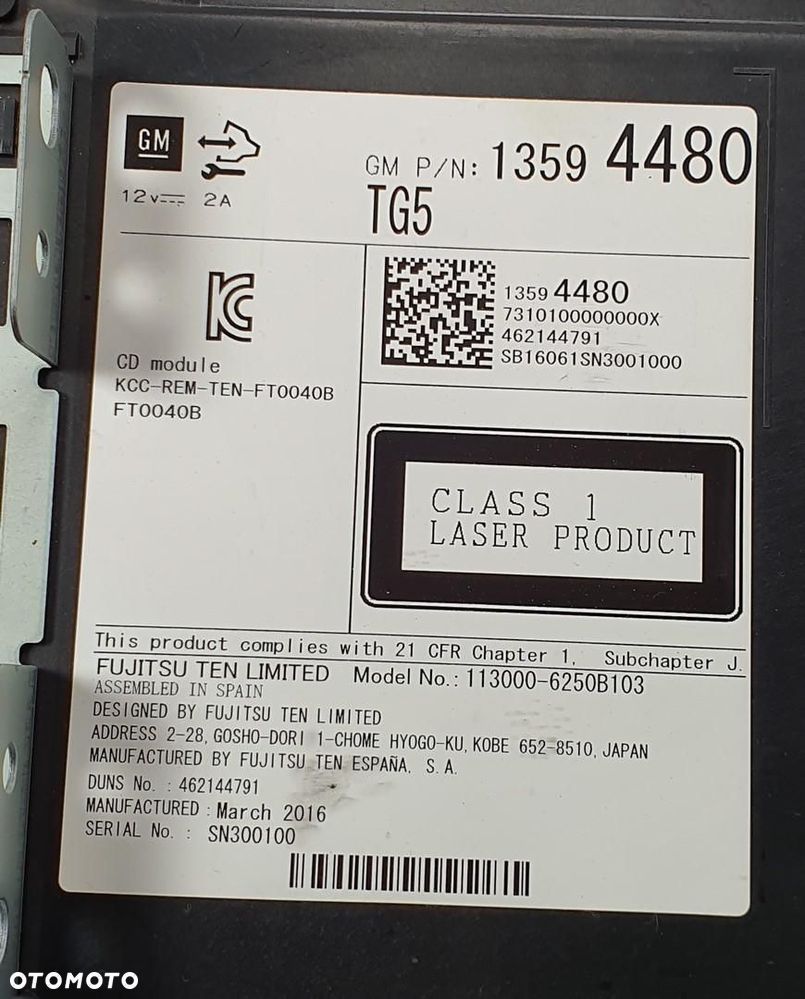 GM
12v 2A
GM P/N: 1359 4480
TG5
1359 4480
7310100000000X
462144791
SB16061SN3001000
CD module
KCC-REM-TEN-FT0040B
FT0040B
CLASS 1
LASER PRODUCT
This product complies with 21 CFR Chapter 1, Subchapter J.
FUJITSU TEN LIMITED Model No.: 113000-6250B103
ASSEMBLED IN SPAIN
DESIGNED BY FUJITSU TEN LIMITED
ADDRESS 2-28, GOSHO-DORI 1-CHOME HYOGO-KU, KOBE 652-8510, JAPAN
MANUFACTURED BY FUJITSU TEN ESPAÑA, S.A.
DUNS No. : 462144791
MANUFACTURED : March 2016
SERIAL No. : SN300100
OTOMOTO